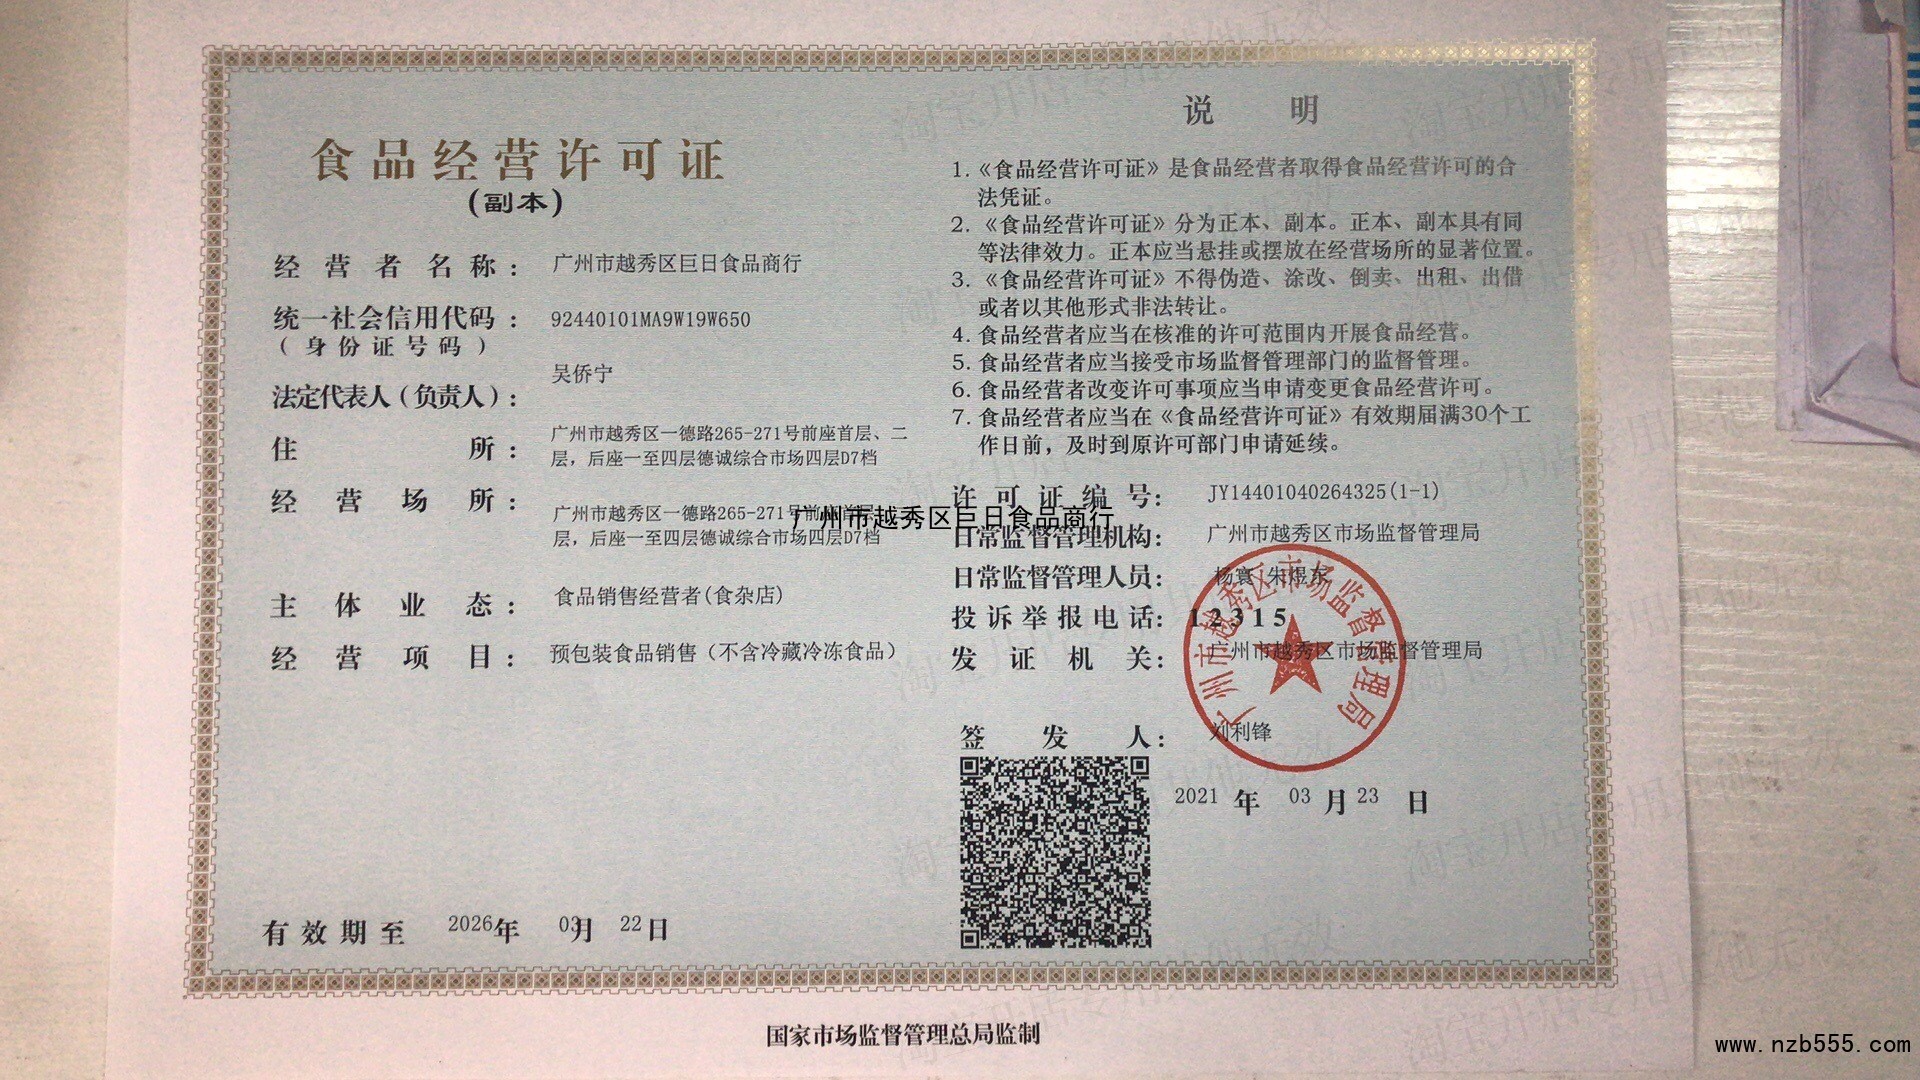 食品经营许可证
(副本)
经营者名称： 广州市越秀区巨日食品商行
统一社会信用代码： 92440101MA9W19W650
(身份证号码)
法定代表人(负责人)： 吴侨宁
住所： 广州市越秀区一德路265-271号前座首层、二
层，后座一至四层德诚综合市场四层D7档
经营场所： 广州市越秀区一德路265-271号前座首层、
层，后座一至四层德诚综合市场四层D7档
主体业态： 食品销售经营者(食杂店)
经营项目： 预包装食品销售（不含冷藏冷冻食品）
有效期至 2026年 03月 22日
说明
1.《食品经营许可证》是食品经营者取得食品经营许可的合
法凭证。
2.《食品经营许可证》分为正本、副本。正本、副本具有同
等法律效力。正本应当悬挂或摆放在经营场所的显著位置。
3.《食品经营许可证》不得伪造、涂改、倒卖、出租、出借
或者以其他形式非法转让。
4.食品经营者应当在核准的许可范围内开展食品经营。
5.食品经营者应当接受市场监督管理部门的监督管理。
6.食品经营者改变许可事项应当申请变更食品经营许可。
7.食品经营者应当在《食品经营许可证》有效期届满30个工
作日前，及时到原许可部门申请延续。
许可证编号： JY14401040264325(1-1)
广州市越秀区巨日食品商行
日常监督管理机构： 广州市越秀区市场监督管理局
日常监督管理人员： 杨寰 朱煜东
投诉举报电话： 12315
发证机关： 广州市越秀区市场监督管理局
广州市越秀区市场监督管理局
签发人： 刘利锋
2021 年 03 月 23 日
国家市场监督管理总局监制
www.nzb555.com